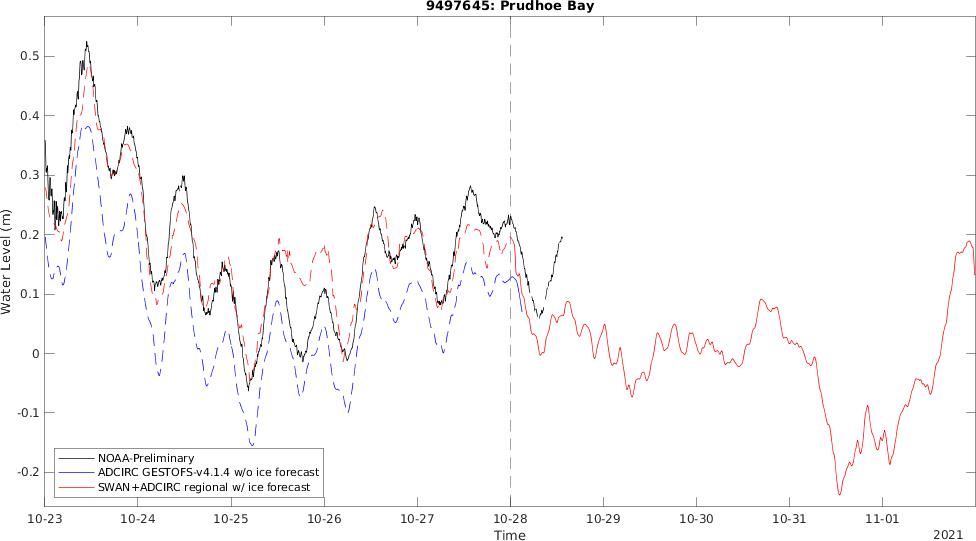 9497645: Prudhoe Bay
Water Level (m)
0.5
0.4
0.3
0.2
0.1
0
-0.1
-0.2
NOAA-Preliminary
ADCIRC GESTOFS-v4.1.4 w/o ice forecast
SWAN+ADCIRC regional w/ ice forecast
10-23 10-24 10-25 10-26 10-27 10-28 10-29 10-30 10-31 11-01
Time
2021